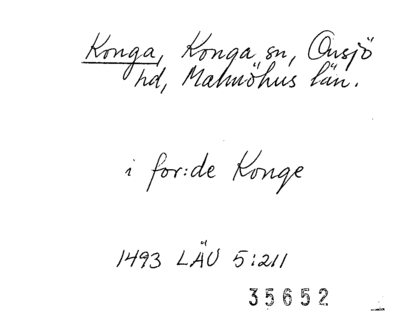 Konga, Konga sn, Onsjö
hd, Malmöhus län.
i for:de Konge
1493 LÄU 5:211
35652